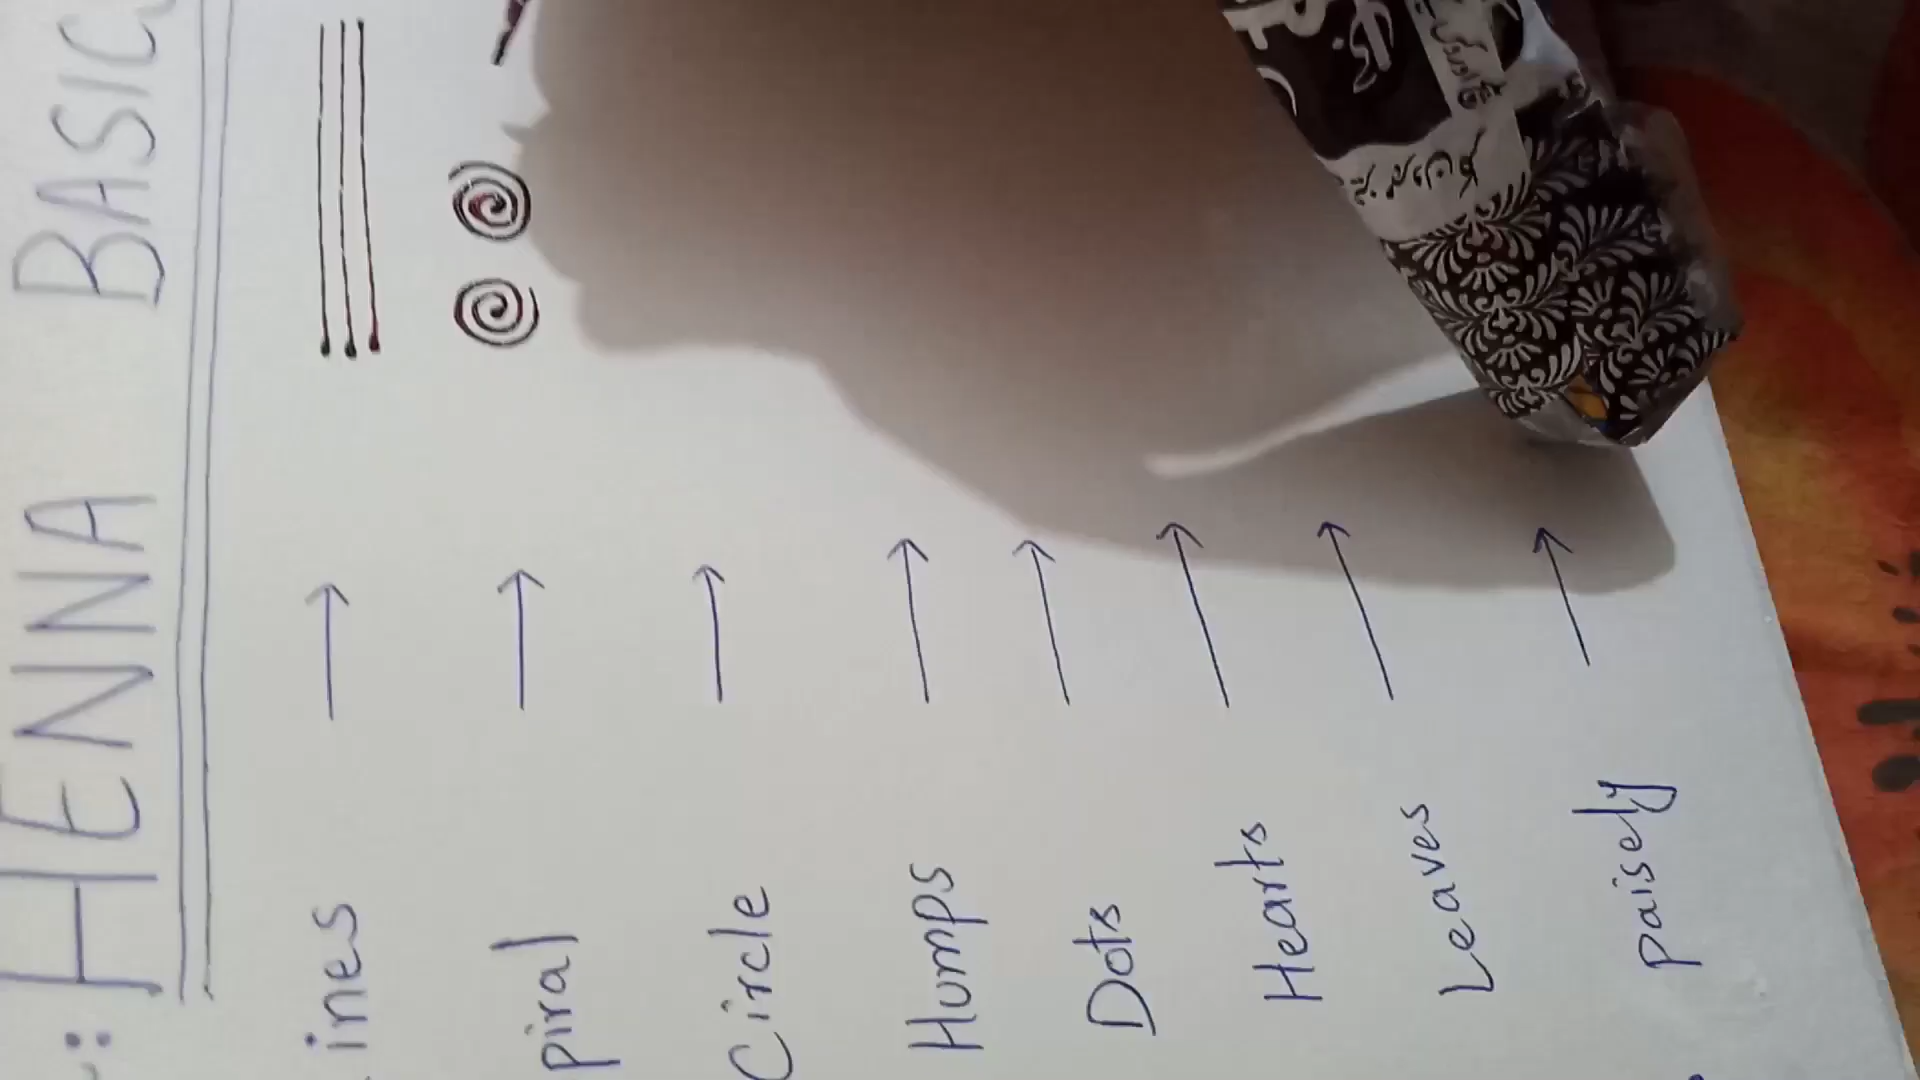 : HENNA BASIC
ines →
piral →
Circle →
Humps →
Dots →
Hearts →
Leaves →
paisely →